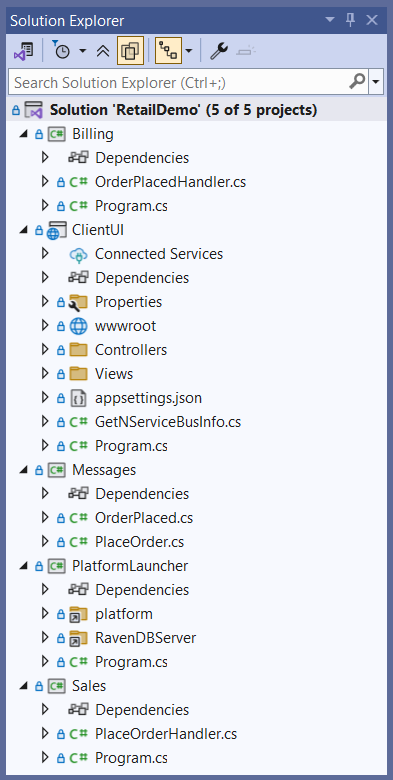 Solution Explorer
Search Solution Explorer (Ctrl+;)
Solution 'RetailDemo' (5 of 5 projects)
C# Billing
Dependencies
C# OrderPlacedHandler.cs
C# Program.cs
ClientUI
Connected Services
Dependencies
Properties
wwwroot
Controllers
Views
appsettings.json
C# GetNServiceBusInfo.cs
C# Program.cs
C# Messages
Dependencies
C# OrderPlaced.cs
C# PlaceOrder.cs
C# PlatformLauncher
Dependencies
platform
RavenDBServer
C# Program.cs
C# Sales
Dependencies
C# PlaceOrderHandler.cs
C# Program.cs